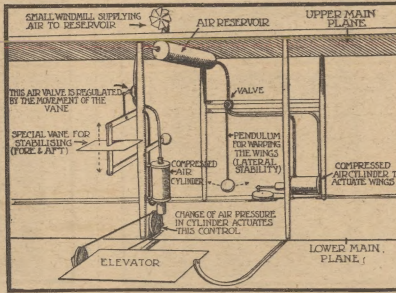 SMALL WINDMILL SUPPLYING
AIR TO RESERVOIR
AIR RESERVOIR
UPPER MAIN
PLANE
THIS AIR VALVE IS REGULATED
BY THE MOVEMENT OF THE
VANE
VALVE
SPECIAL VANE FOR
STABILISING
(FORE & AFT)
COMPRESSED
AIR
CYLINDER
PENDULUM
FOR WARPING
THE WINGS
(LATERAL
STABILITY)
COMPRESSED
AIR CYLINDER T
ACTUATE WINGS
CHANGE OF AIR PRESSURE
IN CYLINDER ACTUATES
THIS CONTROL
ELEVATOR
LOWER MAIN
PLANE